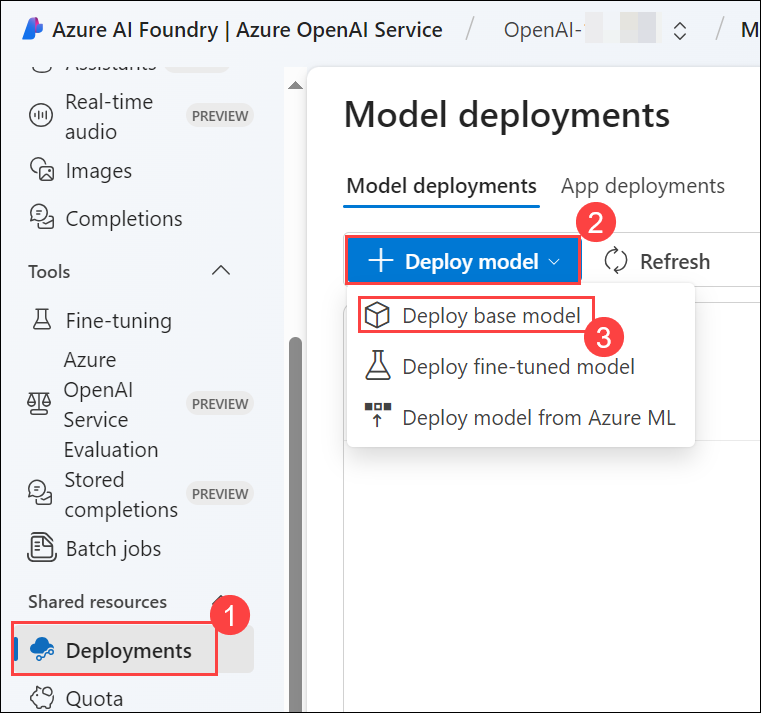 Azure AI Foundry | Azure OpenAI Service / OpenAI- / M
Assistants
Real-time
audio
PREVIEW
Images
Completions
Tools
Fine-tuning
Azure
OpenAI
Service
Evaluation
PREVIEW
Stored
completions
PREVIEW
Batch jobs
Shared resources
1
Deployments
Quota
Model deployments
Model deployments App deployments
2
Deploy model Refresh
Deploy base model
3
Deploy fine-tuned model
Deploy model from Azure ML